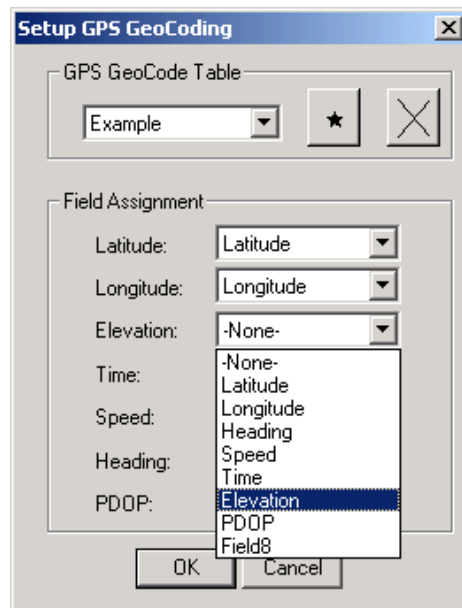 Setup GPS GeoCoding
GPS GeoCode Table
Example
Field Assignment
Latitude: Latitude
Longitude: Longitude
Elevation: -None-
-None-
Latitude
Longitude
Heading
Speed
Time
Elevation
PDOP
Field8
Time:
Speed:
Heading:
PDOP:
OK Cancel